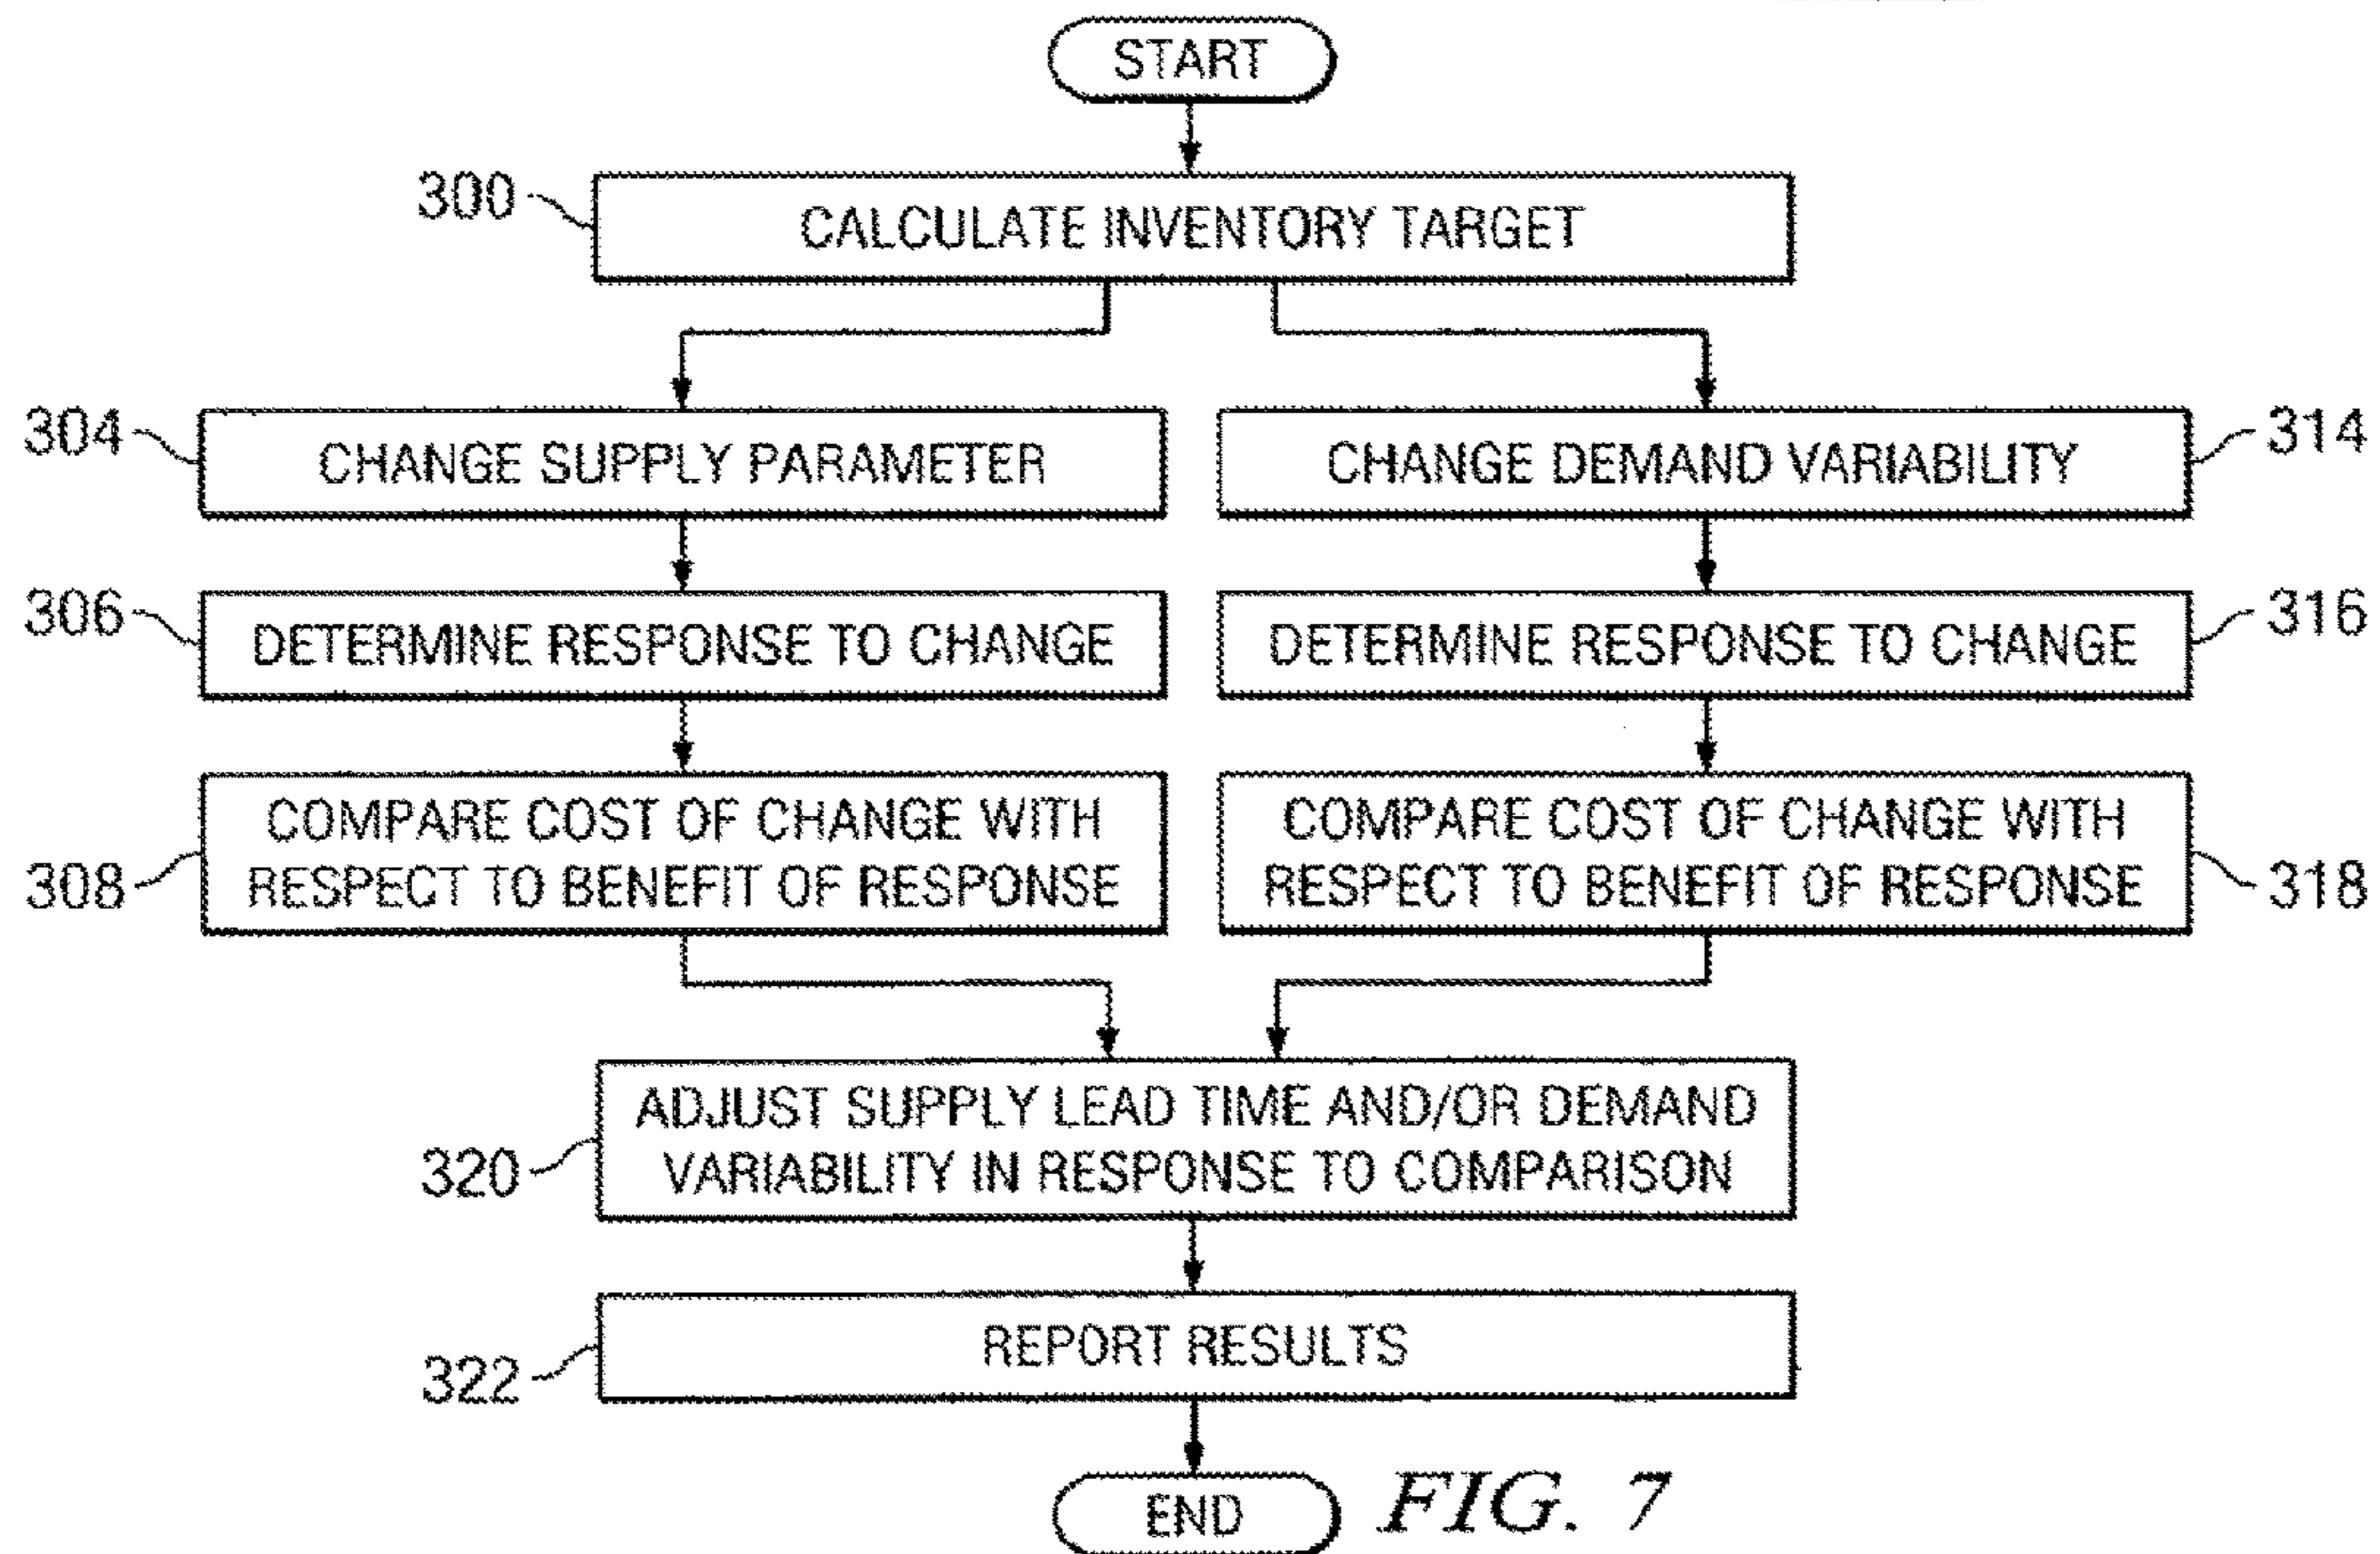 START
300
CALCULATE INVENTORY TARGET
304
CHANGE SUPPLY PARAMETER
CHANGE DEMAND VARIABILITY
314
306
DETERMINE RESPONSE TO CHANGE
DETERMINE RESPONSE TO CHANGE
316
COMPARE COST OF CHANGE WITH
RESPECT TO BENEFIT OF RESPONSE
308
COMPARE COST OF CHANGE WITH
RESPECT TO BENEFIT OF RESPONSE
318
ADJUST SUPPLY LEAD TIME AND/OR DEMAND
VARIABILITY IN RESPONSE TO COMPARISON
320
REPORT RESULTS
322
END
FIG. 7